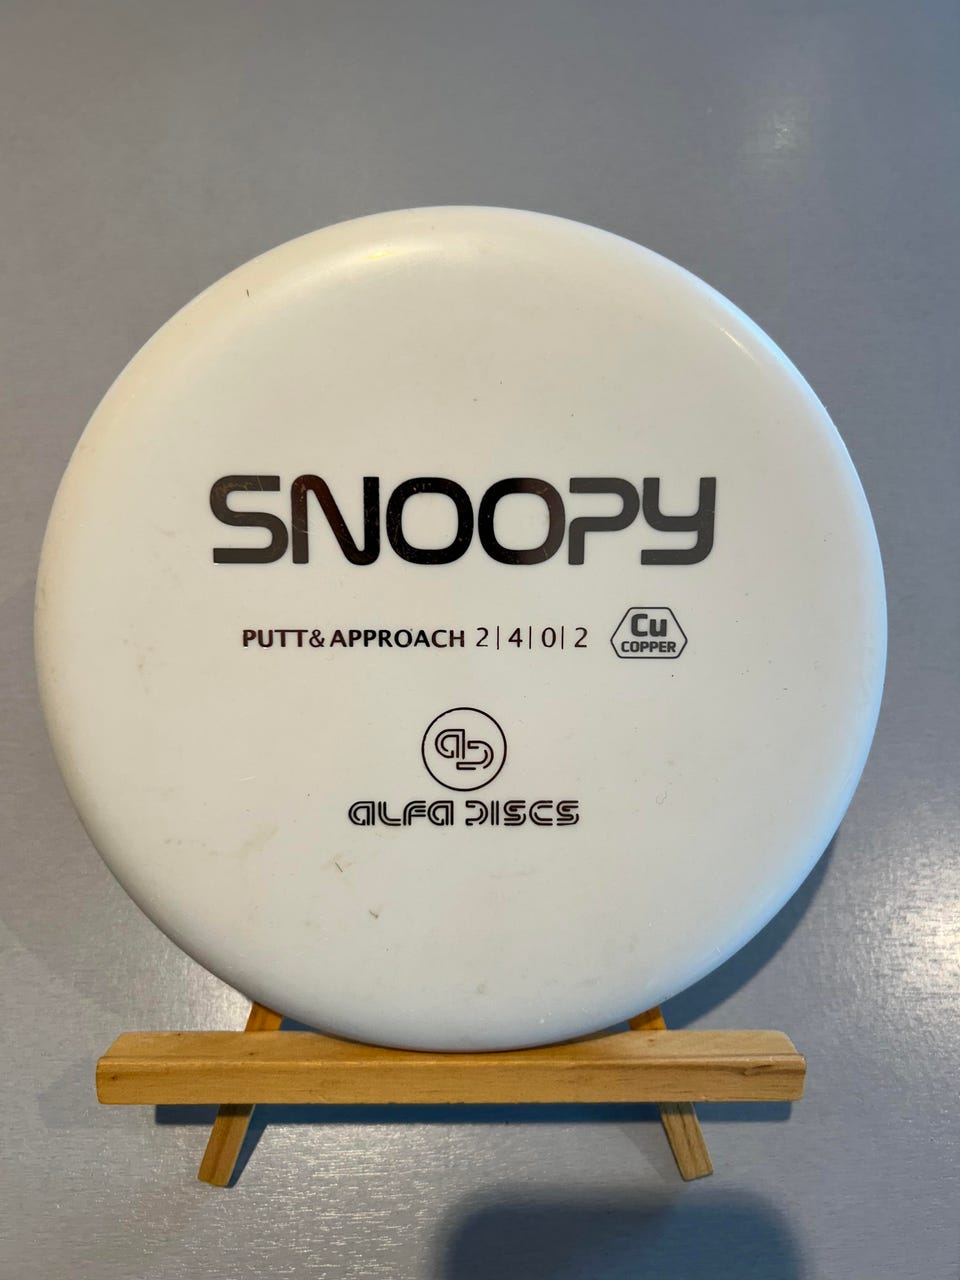 SNOOPY
PUTT& APPROACH 2|4|0|2
Cu
COPPER
ALFA DISCS